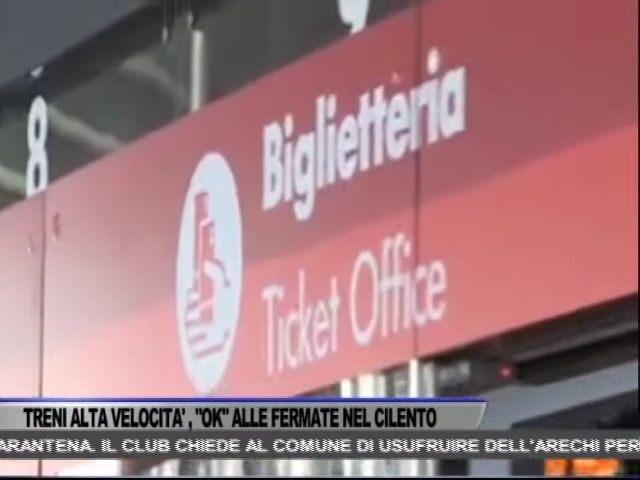 8
Biglietteria
Ticket Office
TRENI ALTA VELOCITA', "OK" ALLE FERMATE NEL CILENTO
ARANTENA. IL CLUB CHIEDE AL COMUNE DI USUFRUIRE DELL'ARECHI PER